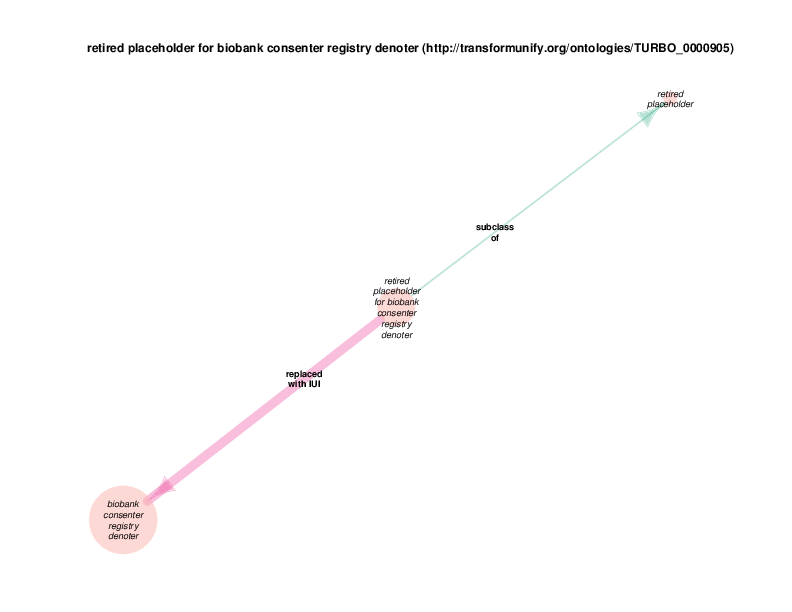 retired placeholder for biobank consenter registry denoter (http://transformunify.org/ontologies/TURBO_0000905)
retired
placeholder
subclass
of
retired
placeholder
for biobank
consenter
registry
denoter
replaced
with IUI
biobank
consenter
registry
denoter